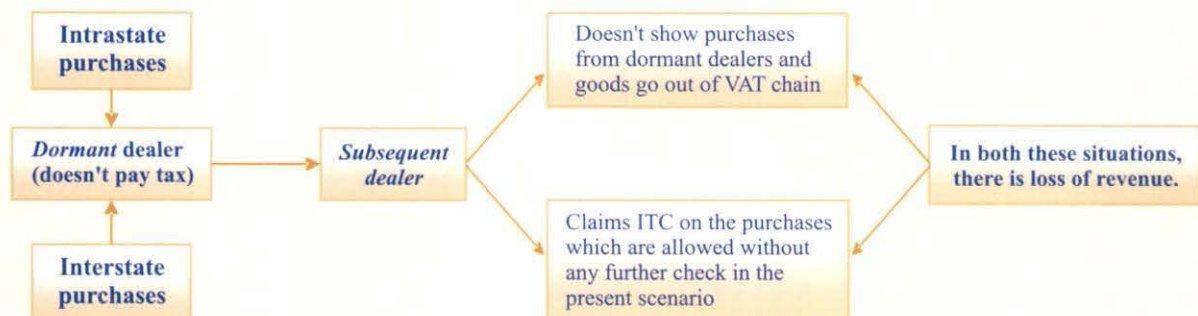 Intrastate
purchases
Dormant dealer
(doesn't pay tax)
Interstate
purchases
Subsequent
dealer
Doesn't show purchases
from dormant dealers and
goods go out of VAT chain
Claims ITC on the purchases
which are allowed without
any further check in the
present scenario
In both these situations,
there is loss of revenue.